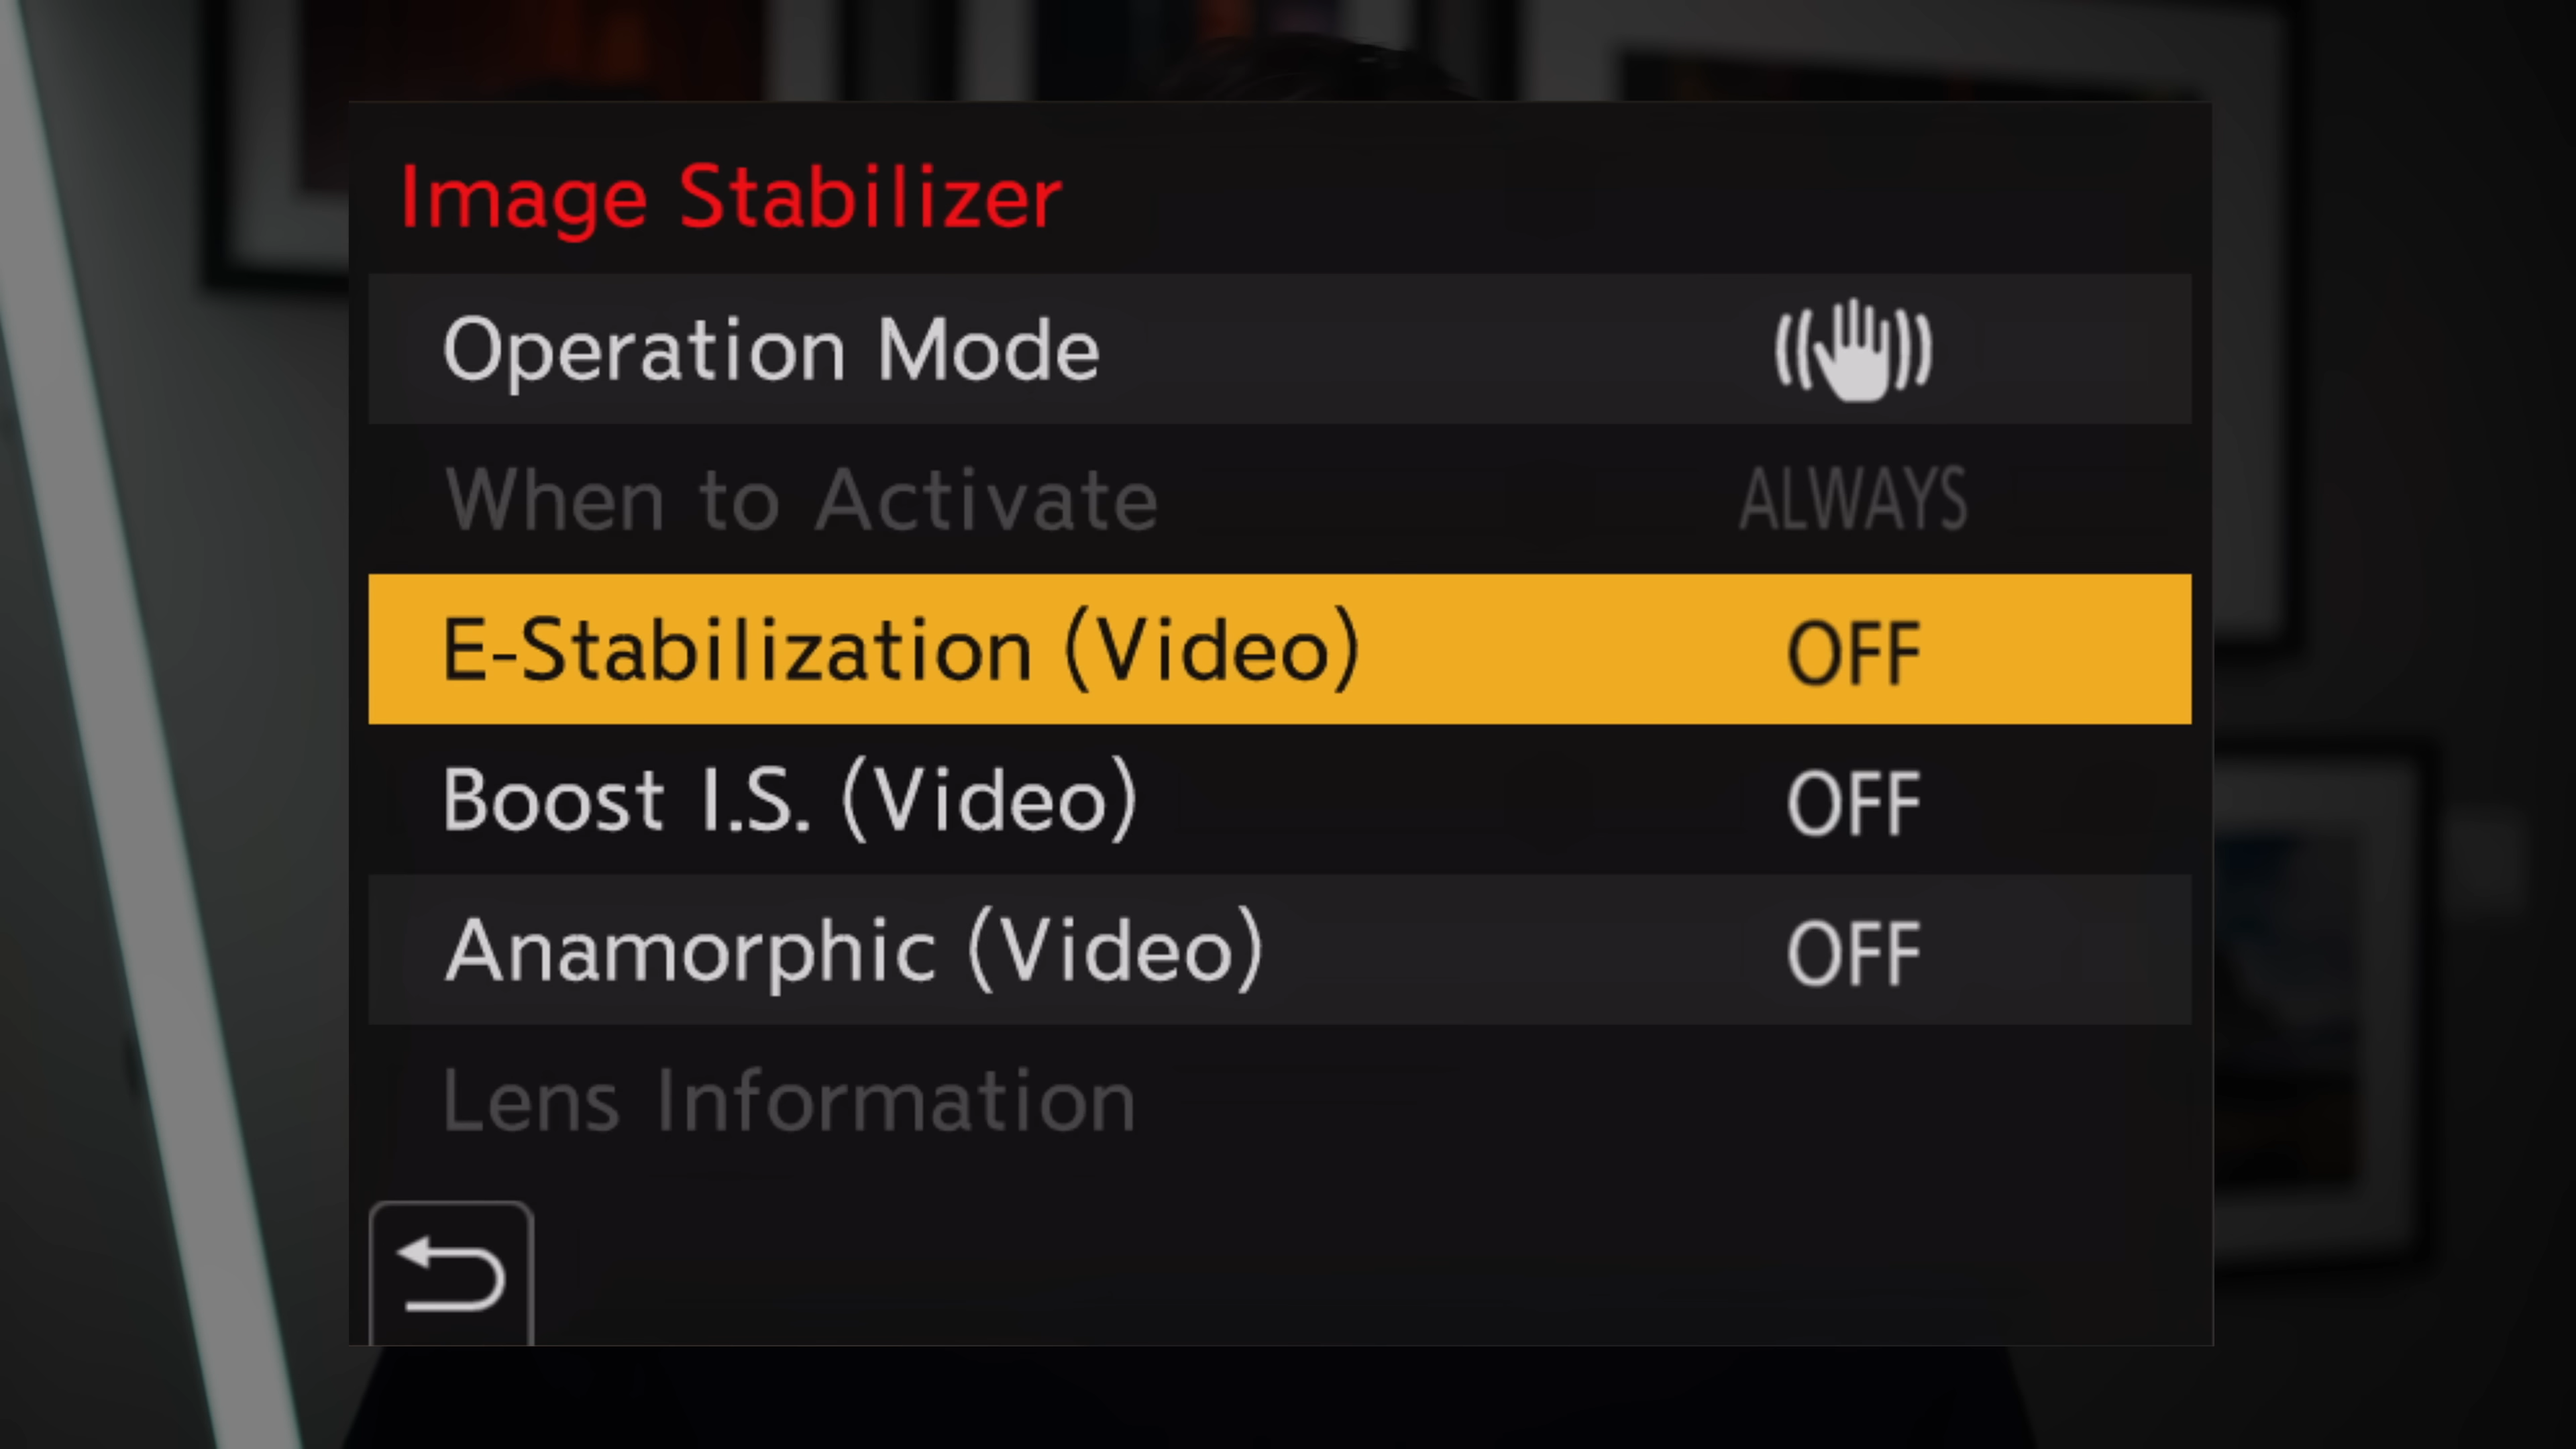 Image Stabilizer
Operation Mode
When to Activate ALWAYS
E-Stabilization (Video) OFF
Boost I.S. (Video) OFF
Anamorphic (Video) OFF
Lens Information